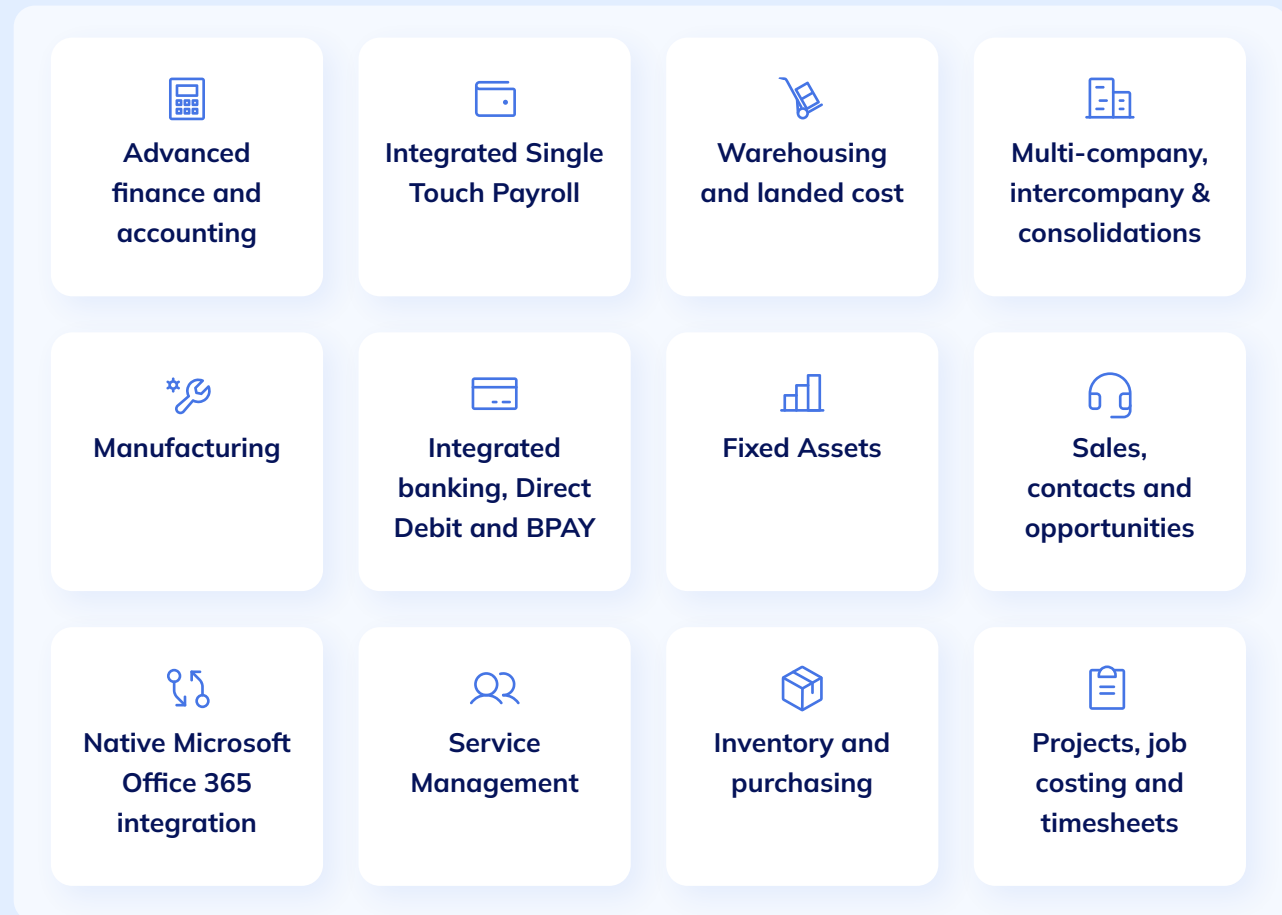 Advanced
finance and
accounting
Integrated Single
Touch Payroll
Warehousing
and landed cost
Multi-company,
intercompany &
consolidations
Manufacturing
Integrated
banking, Direct
Debit and BPAY
Fixed Assets
Sales,
contacts and
opportunities
Native Microsoft
Office 365
integration
Service
Management
Inventory and
purchasing
Projects, job
costing and
timesheets